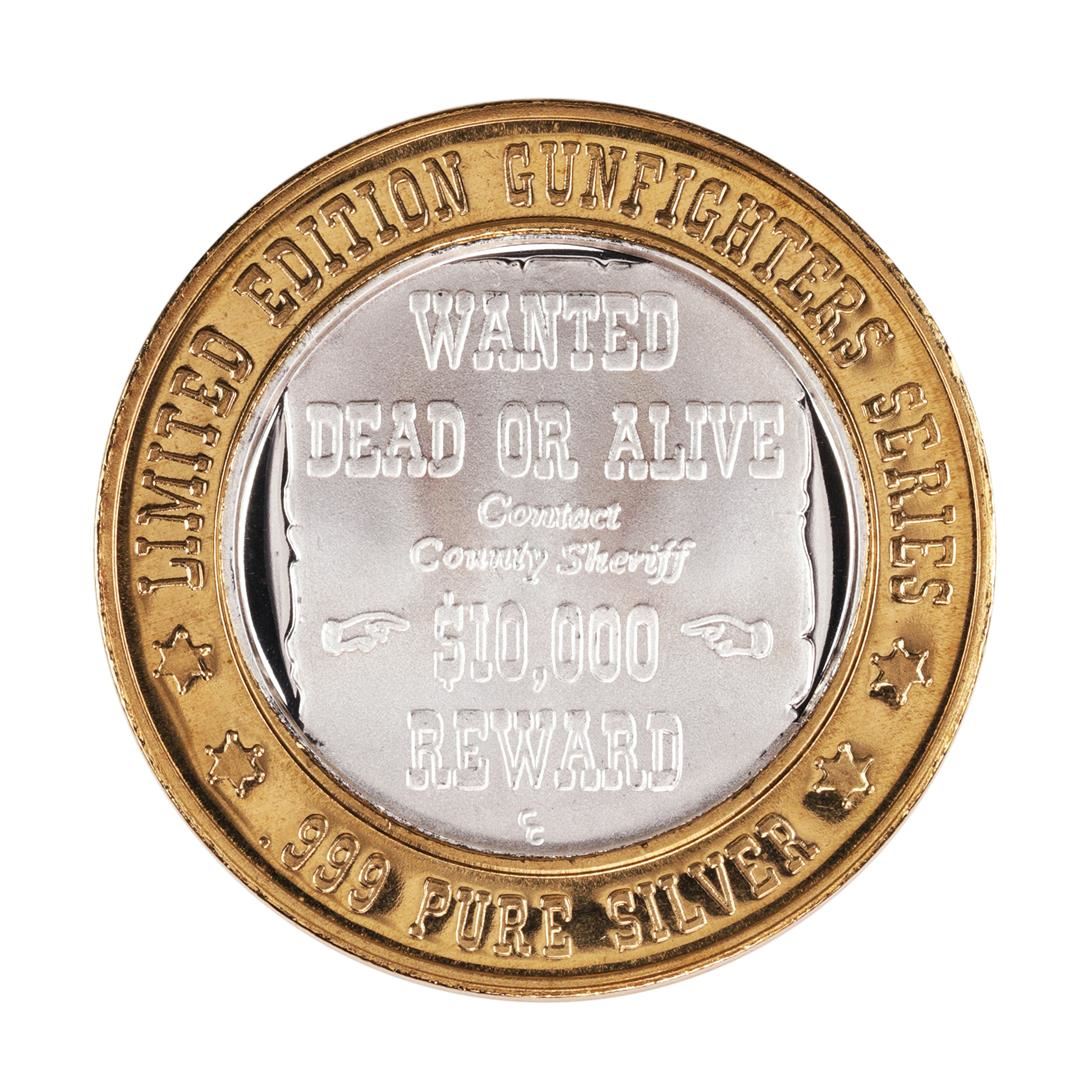 LIMITED EDITION GUNFIGHTERS SERIES
WANTED
DEAD OR ALIVE
Contact
County Sheriff
$10,000
REWARD
.999 PURE SILVER